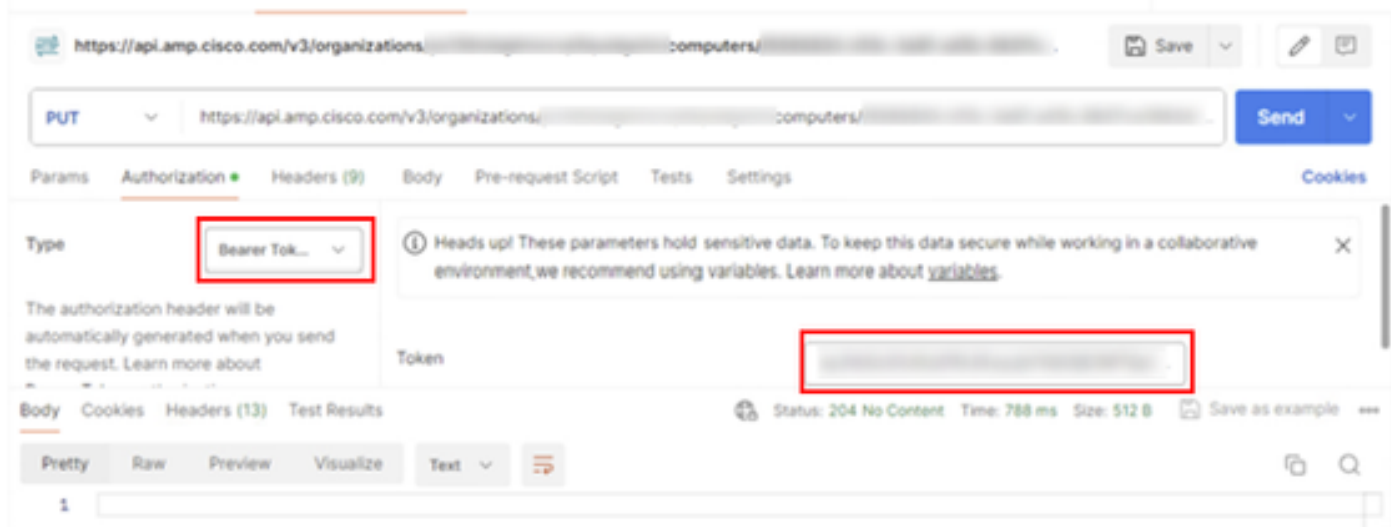 https://api.amp.cisco.com/v3/organizations computers/
Save
PUT https://api.amp.cisco.com/v3/organizations computers/
Send
Params Authorization Headers (9) Body Pre-request Script Tests Settings Cookies
Type Bearer Tok...
Heads up! These parameters hold sensitive data. To keep this data secure while working in a collaborative
environment, we recommend using variables. Learn more about variables.
The authorization header will be
automatically generated when you send
the request. Learn more about
Token
Body Cookies Headers (13) Test Results Status: 204 No Content Time: 788 ms Size: 512 B Save as example
Pretty Raw Preview Visualize Text
1